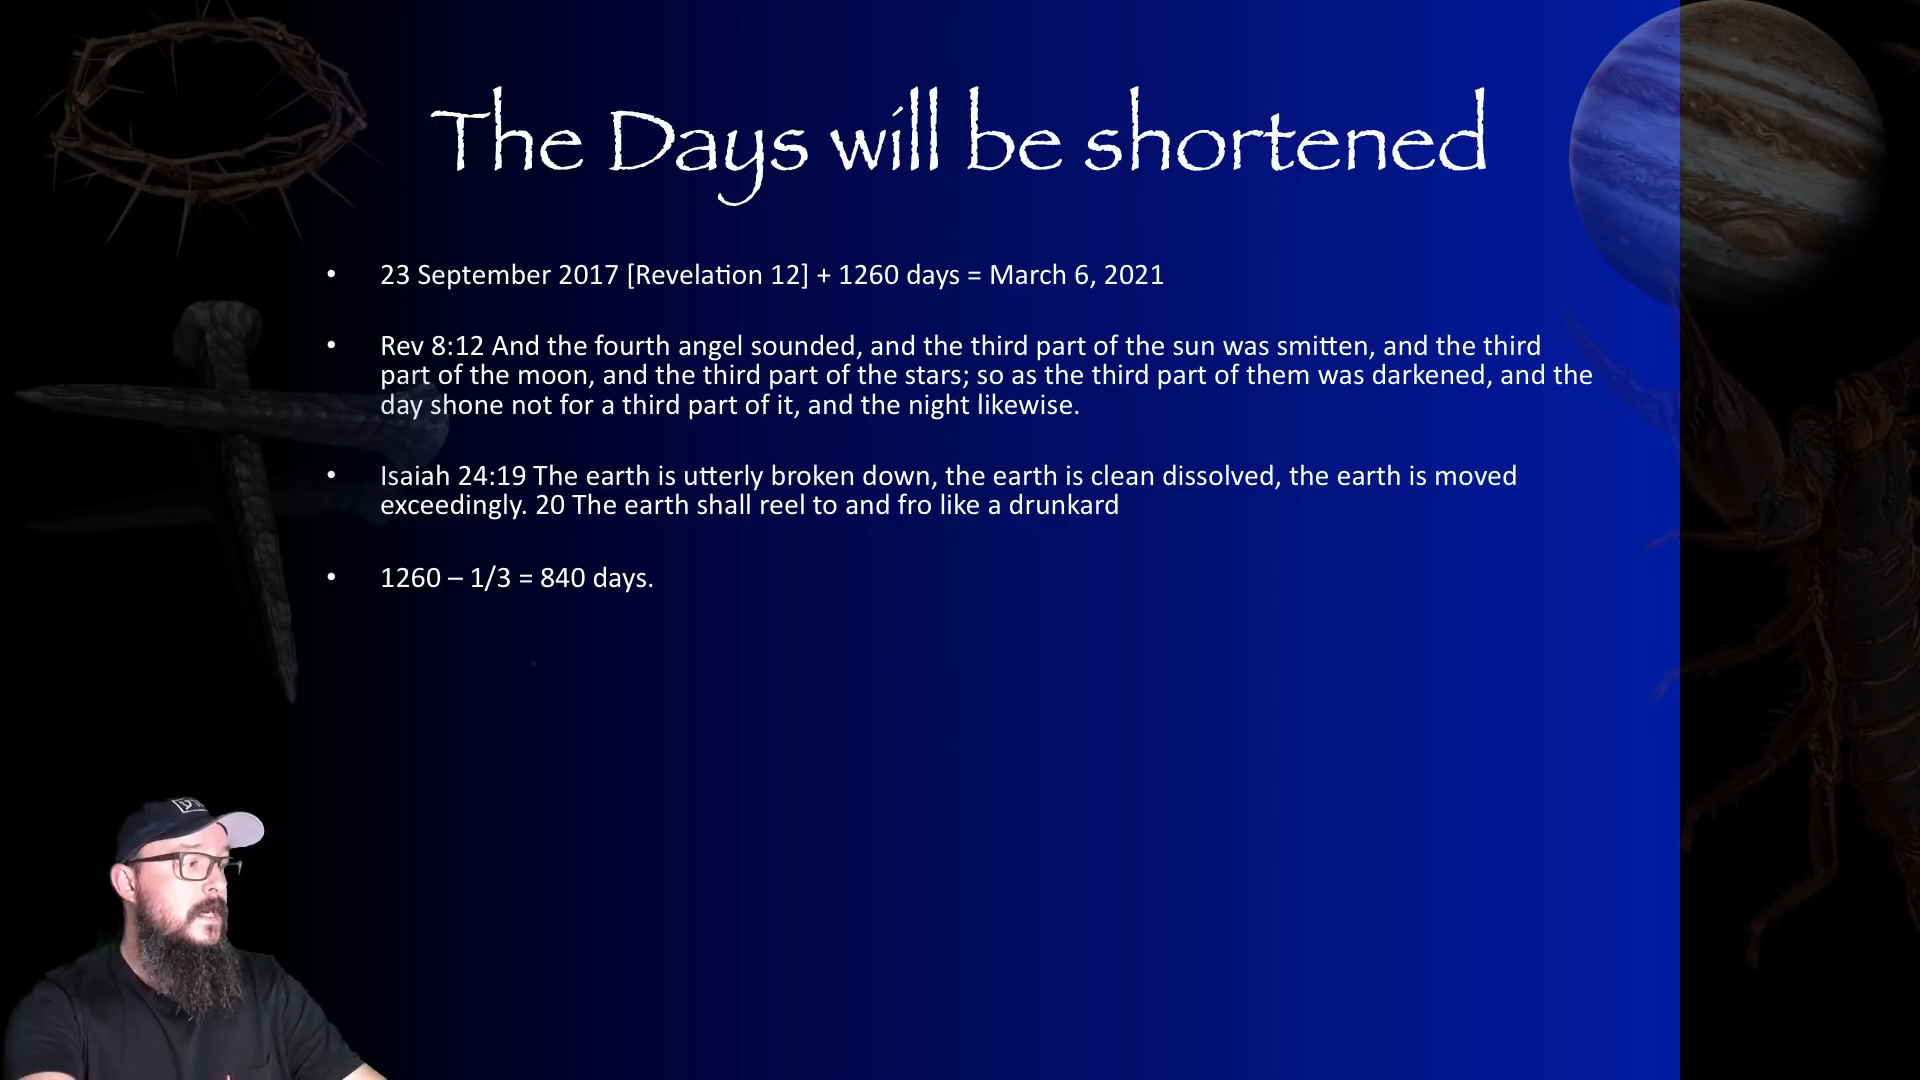 The Days will be shortened
• 23 September 2017 [Revelation 12] + 1260 days = March 6, 2021
• Rev 8:12 And the fourth angel sounded, and the third part of the sun was smitten, and the third
part of the moon, and the third part of the stars; so as the third part of them was darkened, and the
day shone not for a third part of it, and the night likewise.
• Isaiah 24:19 The earth is utterly broken down, the earth is clean dissolved, the earth is moved
exceedingly. 20 The earth shall reel to and fro like a drunkard
• 1260 – 1/3 = 840 days.